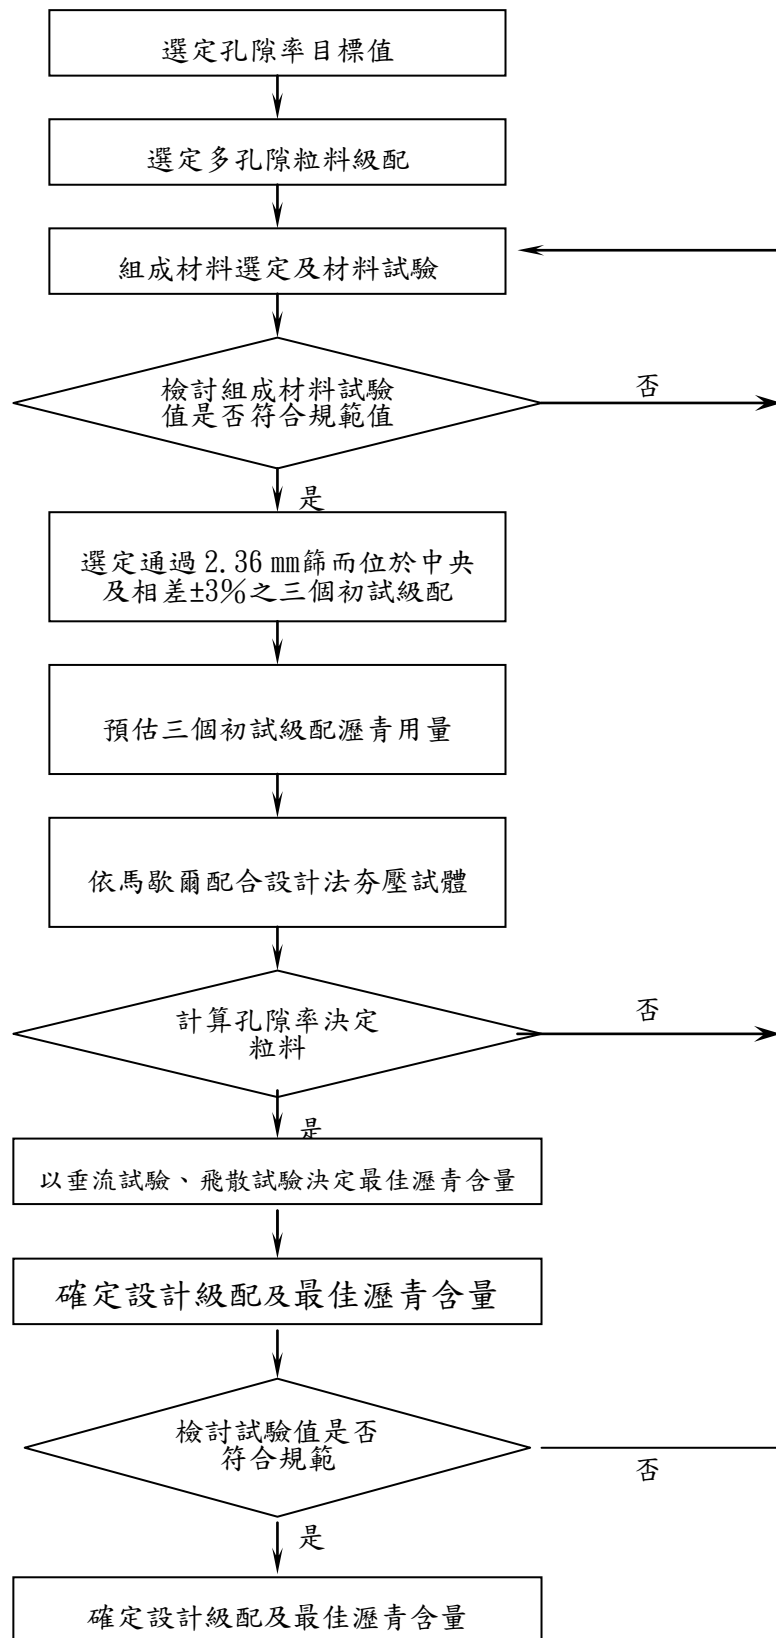 選定孔隙率目標值
選定多孔隙粒料級配
組成材料選定及材料試驗
檢討組成材料試驗
值是否符合規範值
否
是
選定通過 2.36 mm篩而位於中央
及相差±3%之三個初試級配
預估三個初試級配瀝青用量
依馬歇爾配合設計法夯壓試體
計算孔隙率決定
粒料
否
是
以垂流試驗、飛散試驗決定最佳瀝青含量
確定設計級配及最佳瀝青含量
檢討試驗值是否
符合規範
否
是
確定設計級配及最佳瀝青含量